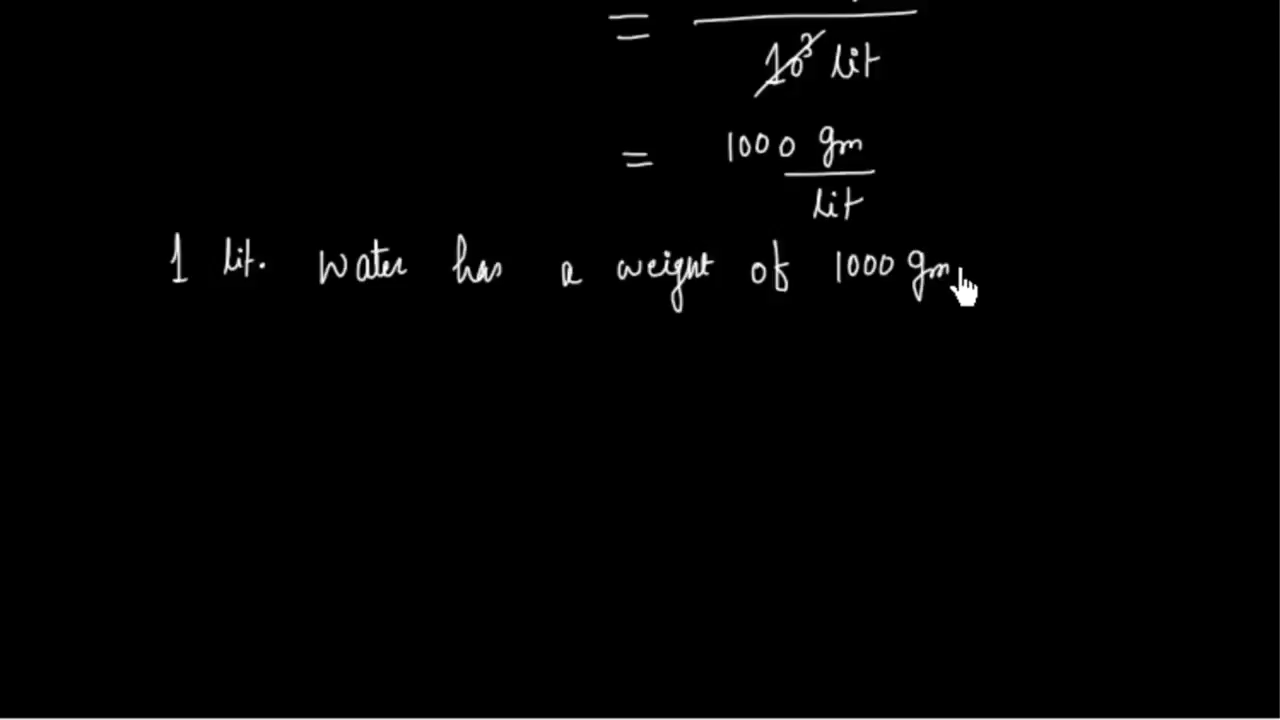 =
10³ lit
= 1000 gm
lit
1 lit. Water has a weight of 1000 gm